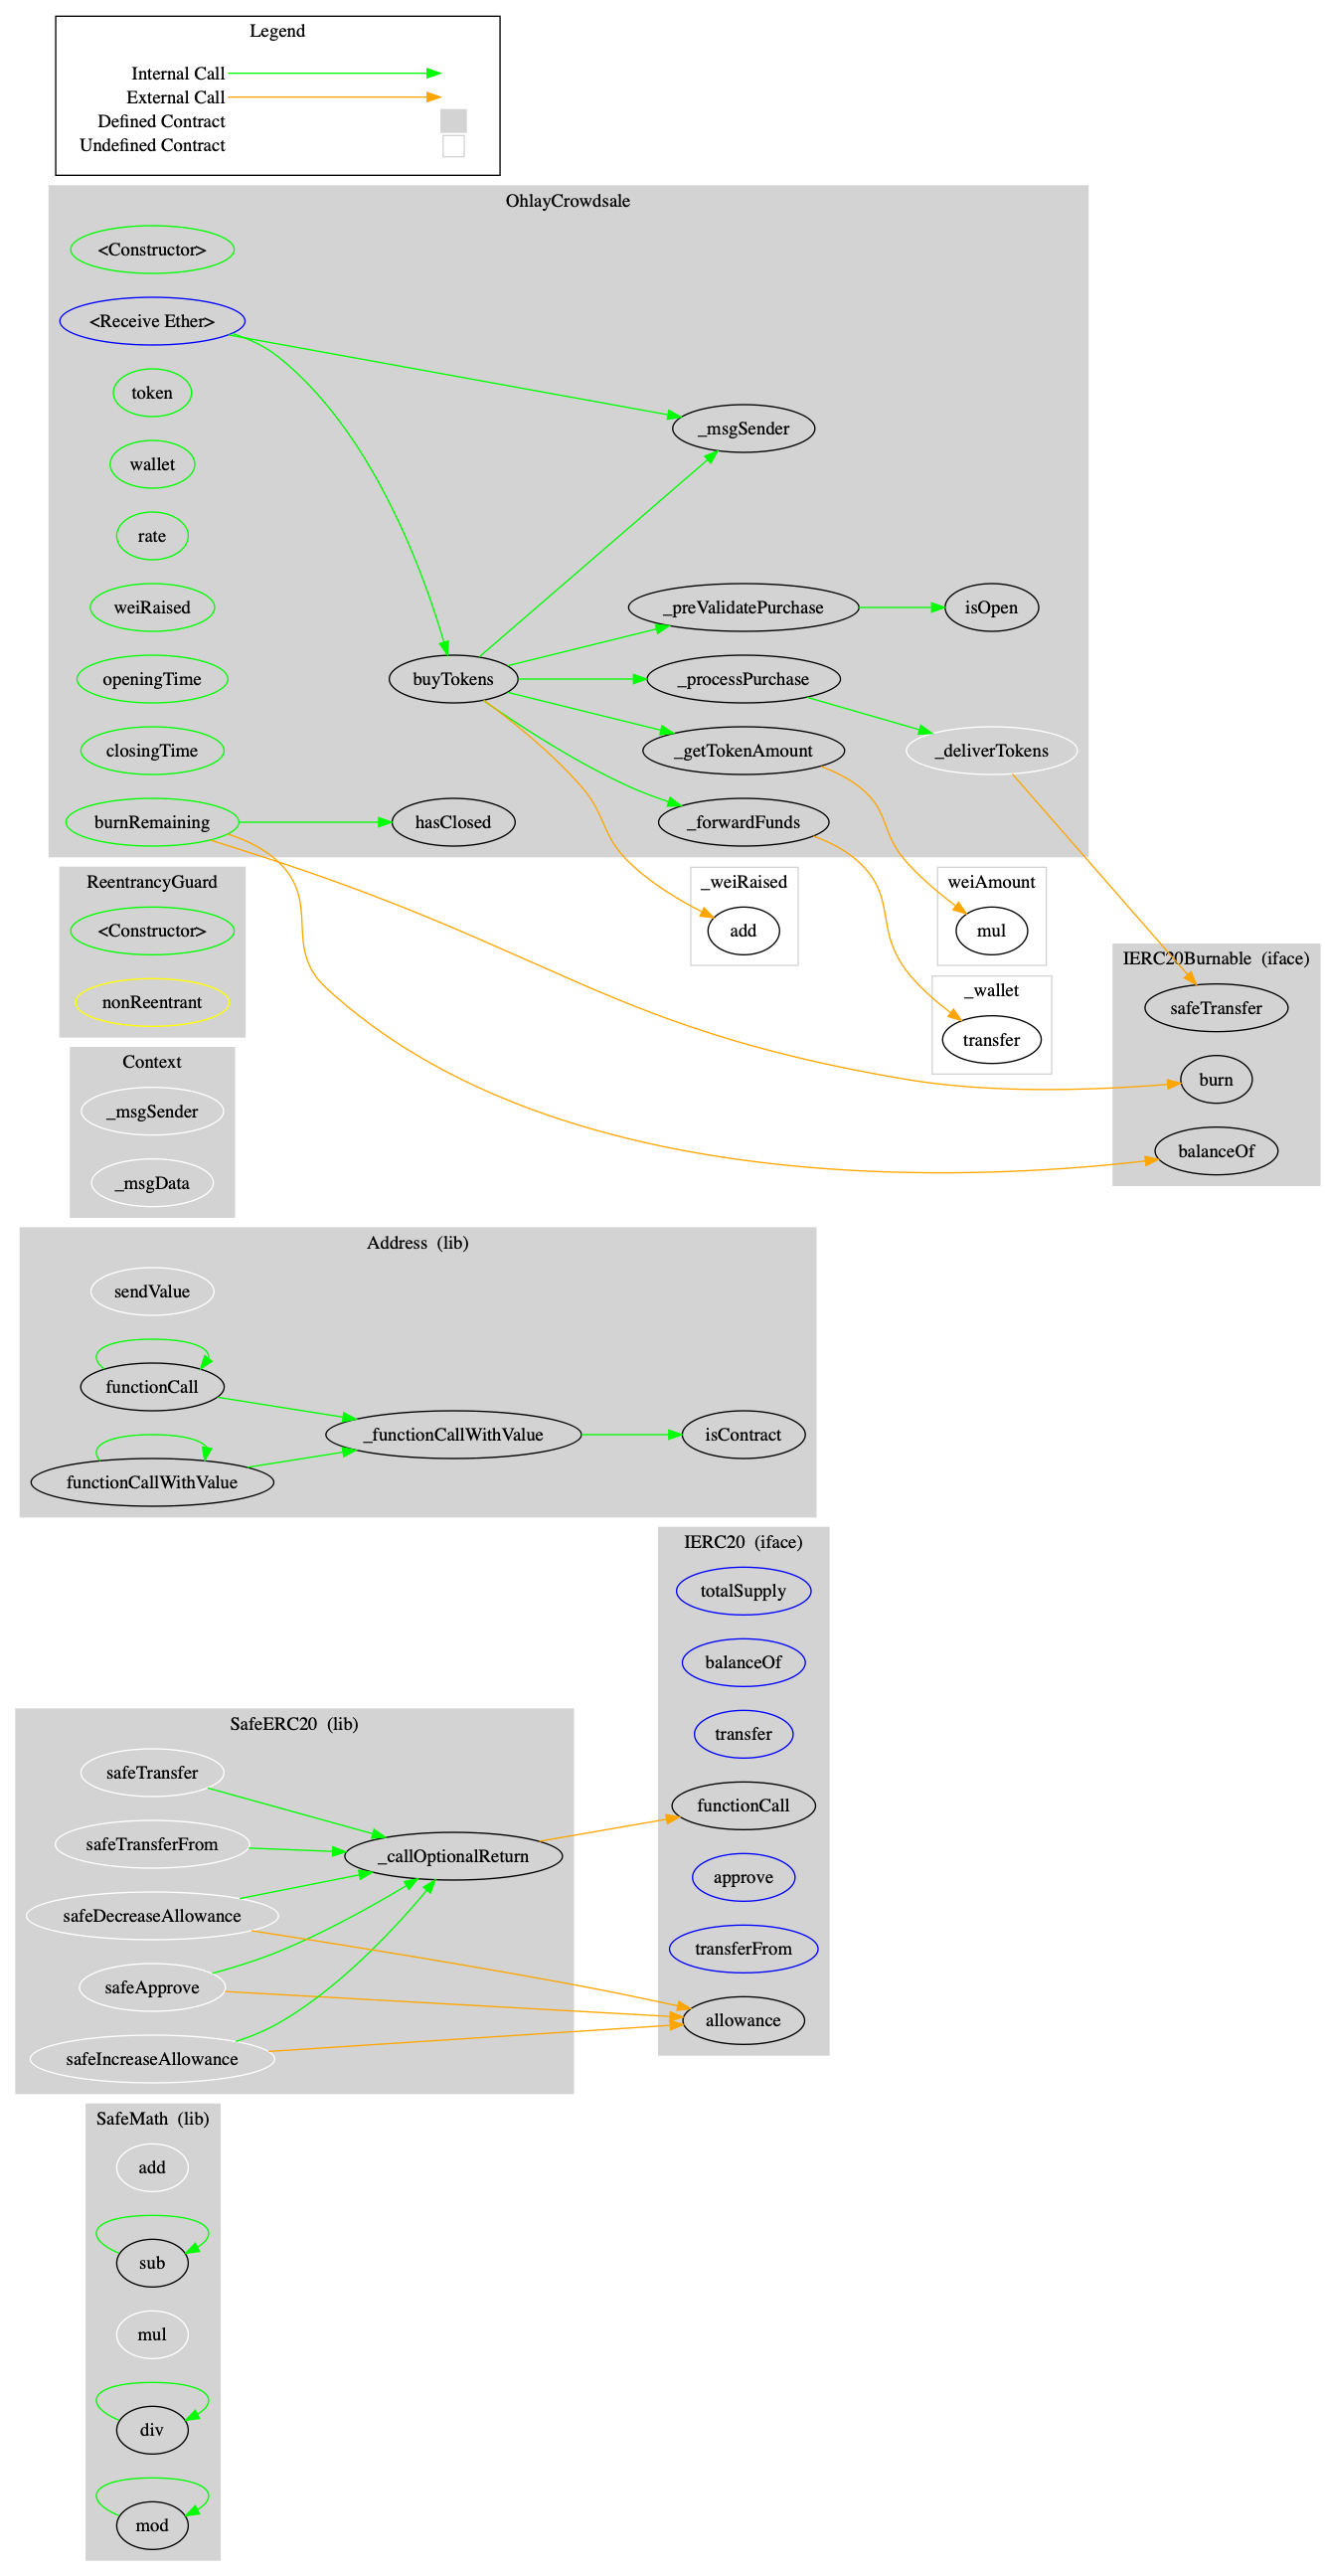 Legend
Internal Call
External Call
Defined Contract
Undefined Contract
OhlayCrowdsale
<Constructor>
<Receive Ether>
token
_msgSender
wallet
rate
weiRaised
_preValidatePurchase
isOpen
openingTime
buyTokens
_processPurchase
closingTime
_getTokenAmount
_deliverTokens
burnRemaining
hasClosed
_forwardFunds
ReentrancyGuard
<Constructor>
nonReentrant
_weiRaised
add
weiAmount
mul
_wallet
transfer
IERC20Burnable (iface)
safeTransfer
burn
balanceOf
Context
_msgSender
_msgData
Address (lib)
sendValue
functionCall
_functionCallWithValue
isContract
functionCallWithValue
IERC20 (iface)
totalSupply
balanceOf
transfer
functionCall
approve
transferFrom
allowance
SafeERC20 (lib)
safeTransfer
safeTransferFrom
_callOptionalReturn
safeDecreaseAllowance
safeApprove
safeIncreaseAllowance
SafeMath (lib)
add
sub
mul
div
mod